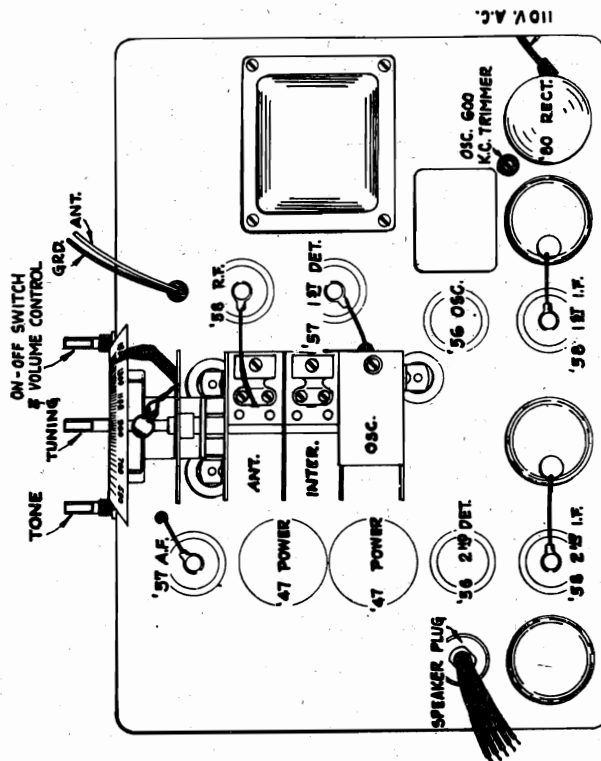 110 V. A.C.
ON-OFF SWITCH
& VOLUME CONTROL
TUNING
TONE
GRD.
ANT.
'58 R.F.
'57 1ST DET.
'56 OSC.
'58 1ST I.F.
OSC. 600
K.C. TRIMMER
'80 RECT.
ANT.
INTER.
OSC.
'57 A.F.
'47 POWER
'47 POWER
'56 2ND DET.
'58 2ND I.F.
SPEAKER PLUG